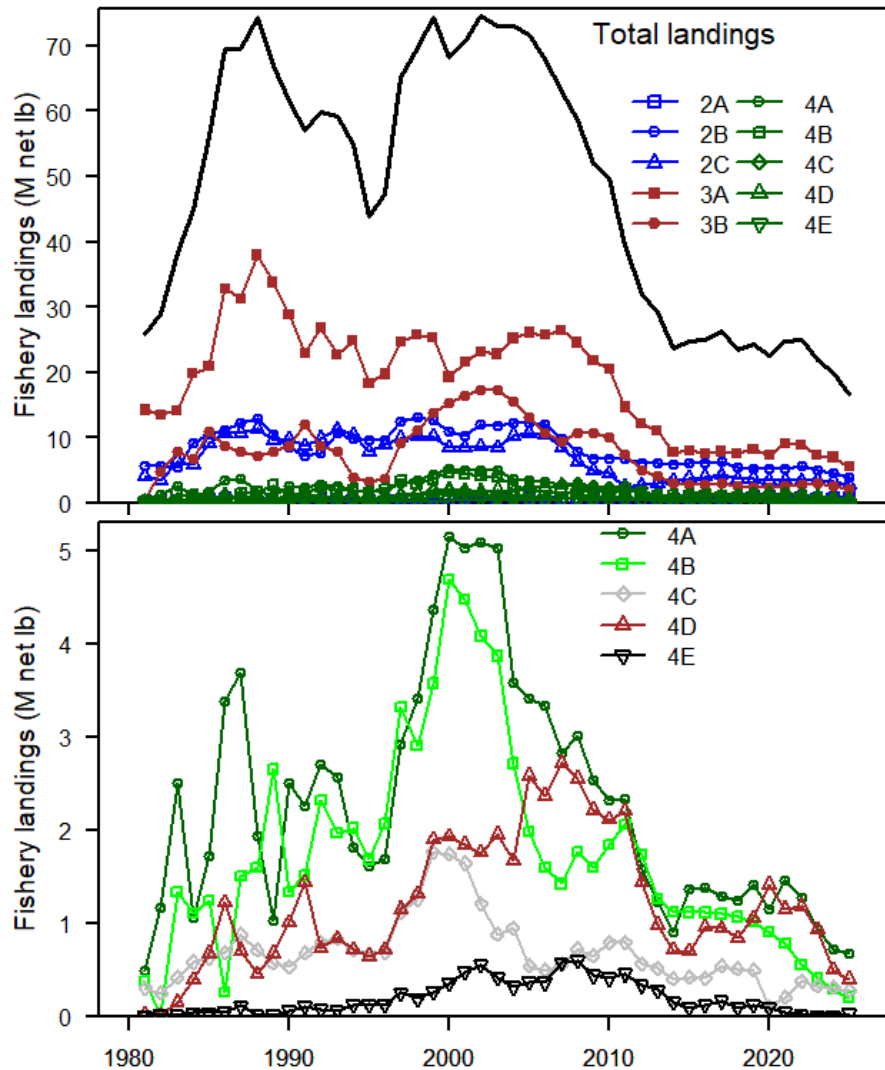 Total landings
Fishery landings (M net lb)
70
60
50
40
30
20
10
0
2A 4A
2B 4B
2C 4C
3A 4D
3B 4E
Fishery landings (M net lb)
5
4
3
2
1
0
4A
4B
4C
4D
4E
1980 1990 2000 2010 2020